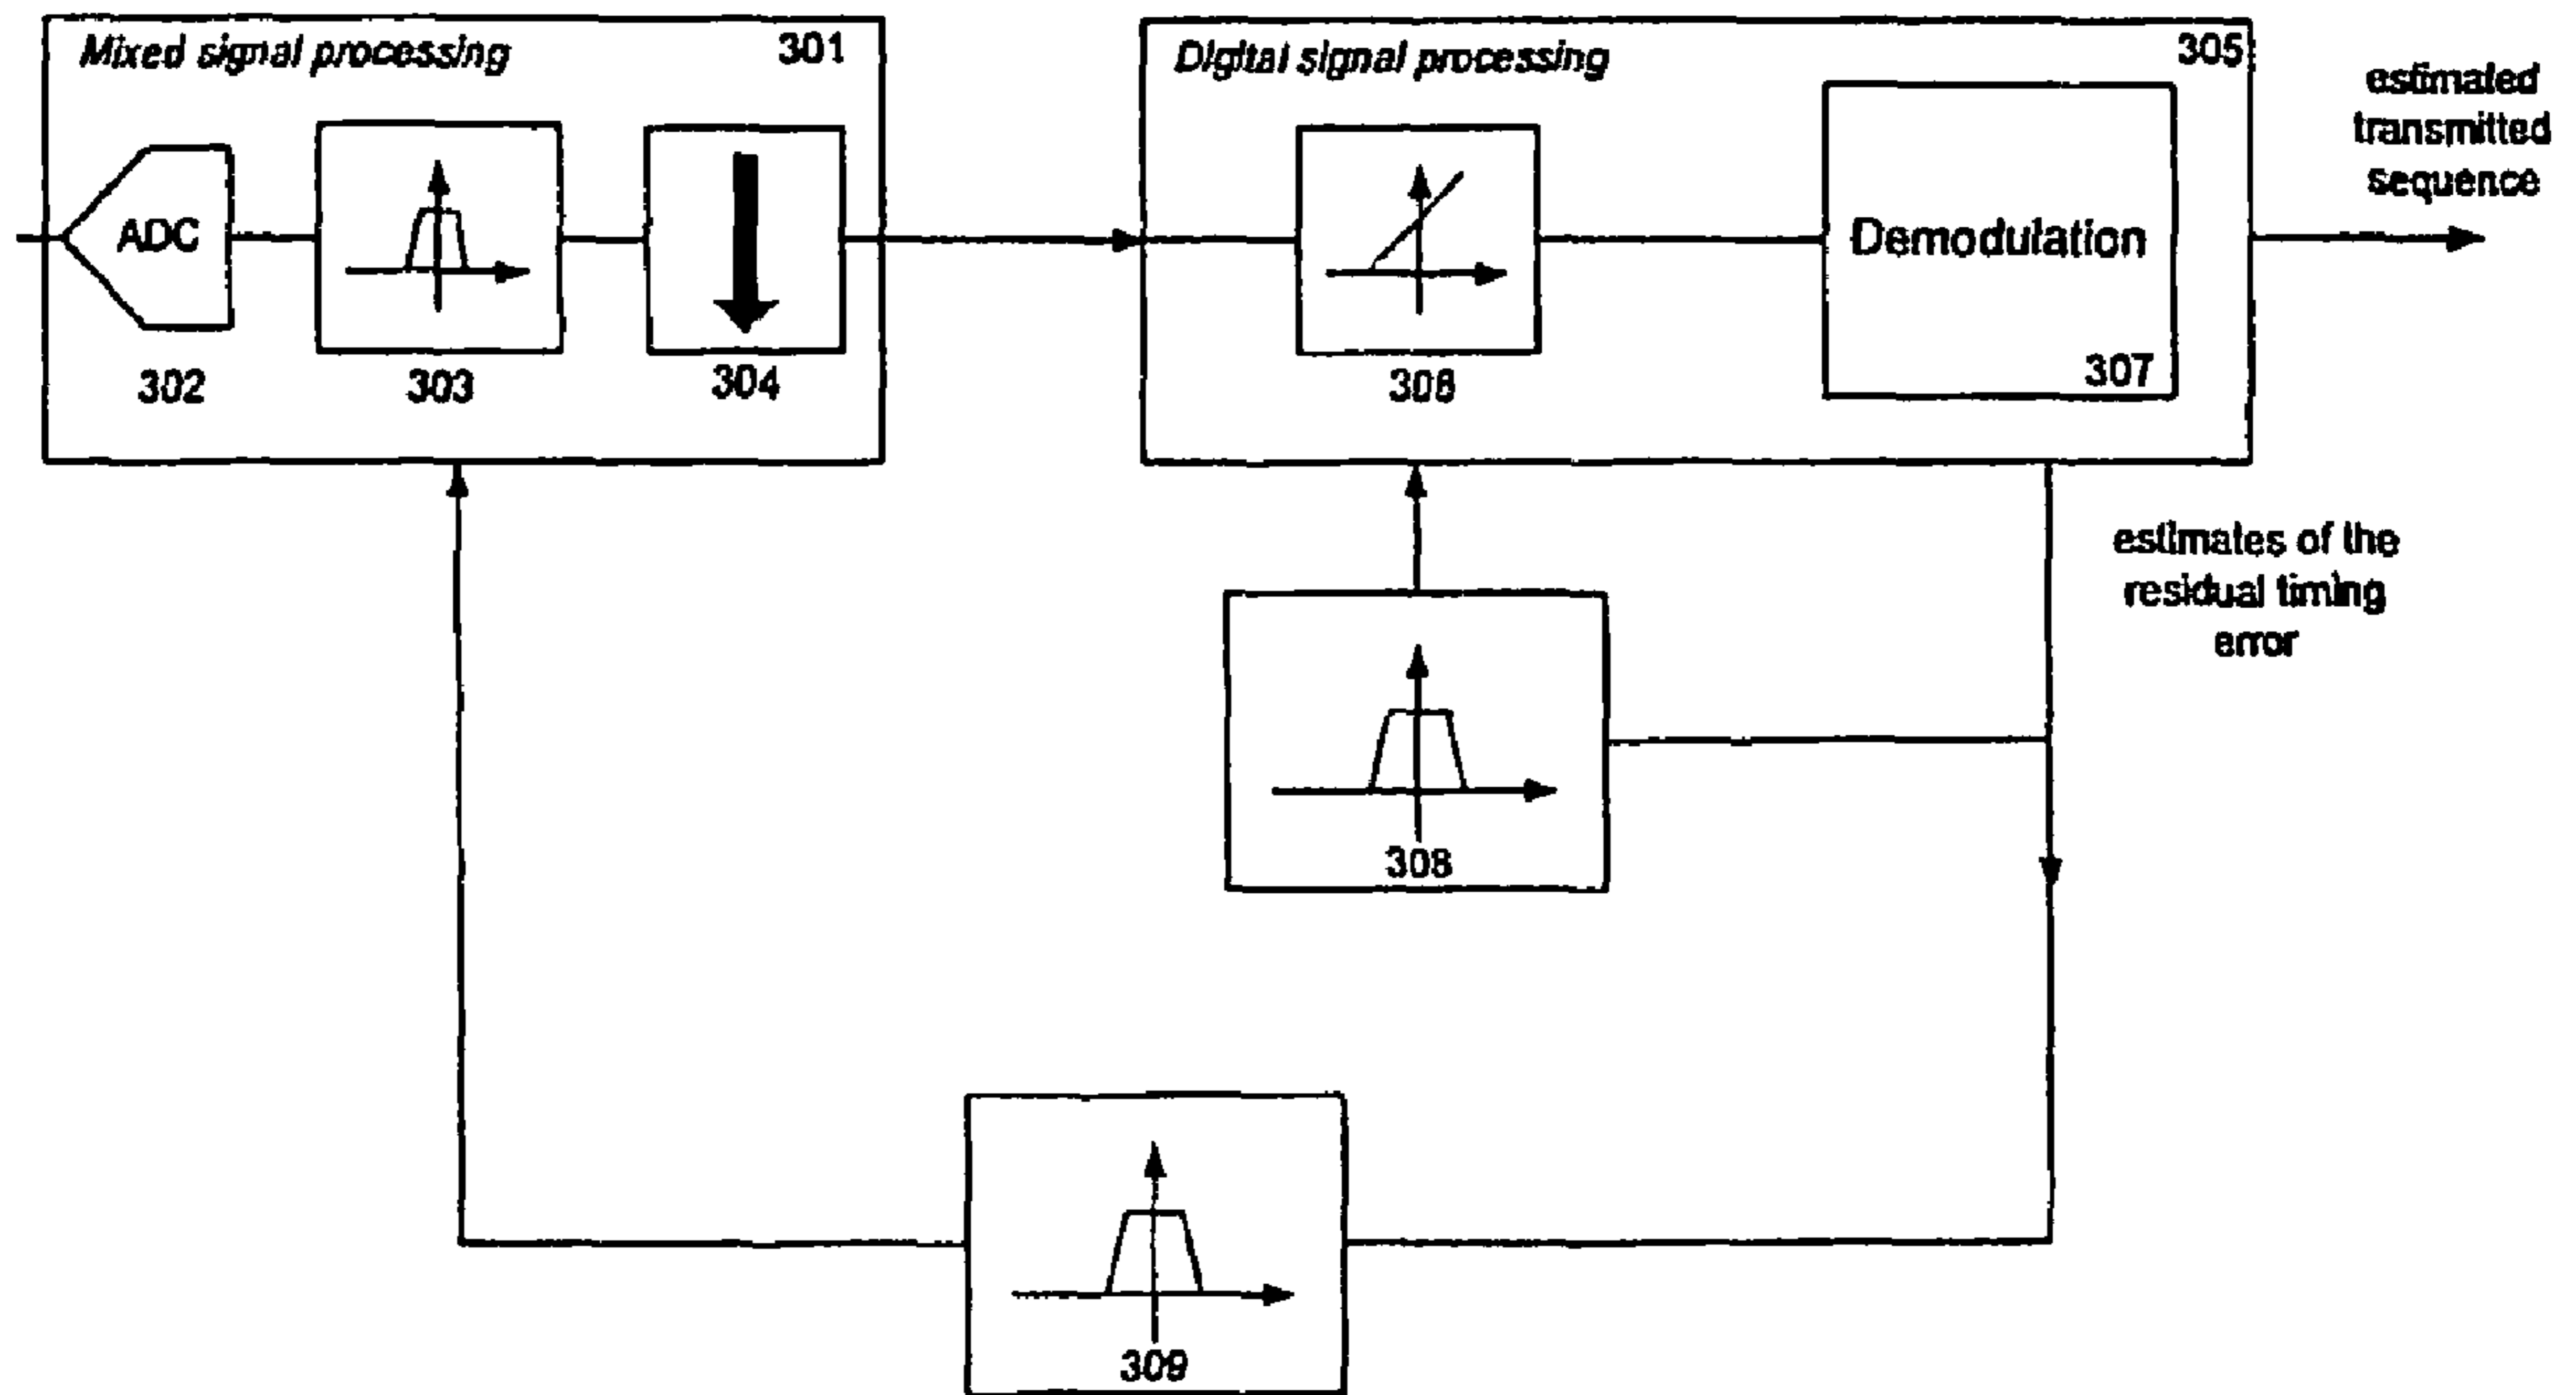 Mixed signal processing
301
ADC
302
303
304
Digital signal processing
305
306
Demodulation
307
estimated
transmitted
sequence
estimates of the
residual timing
error
308
309